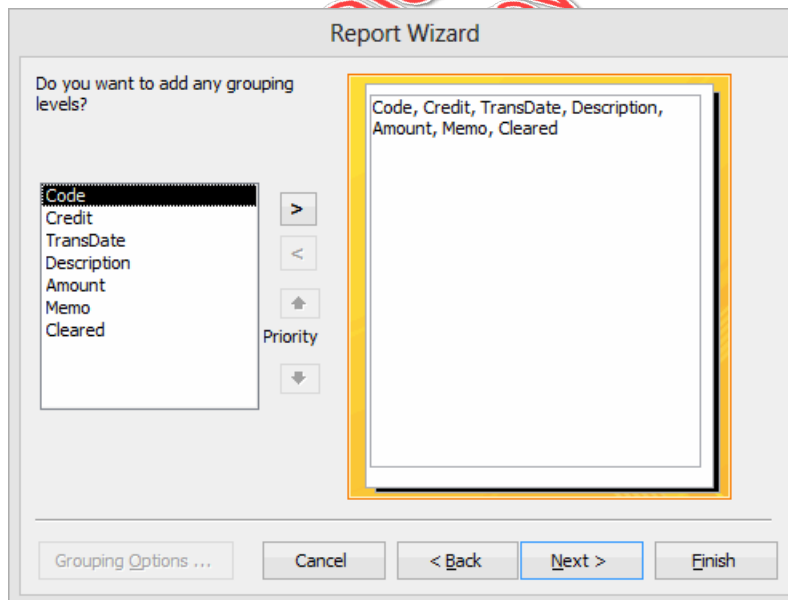 Report Wizard
Do you want to add any grouping
levels?
Code
Credit
TransDate
Description
Amount
Memo
Cleared
>
<
Priority
Code, Credit, TransDate, Description,
Amount, Memo, Cleared
Grouping Options ...
Cancel
< Back
Next >
Finish